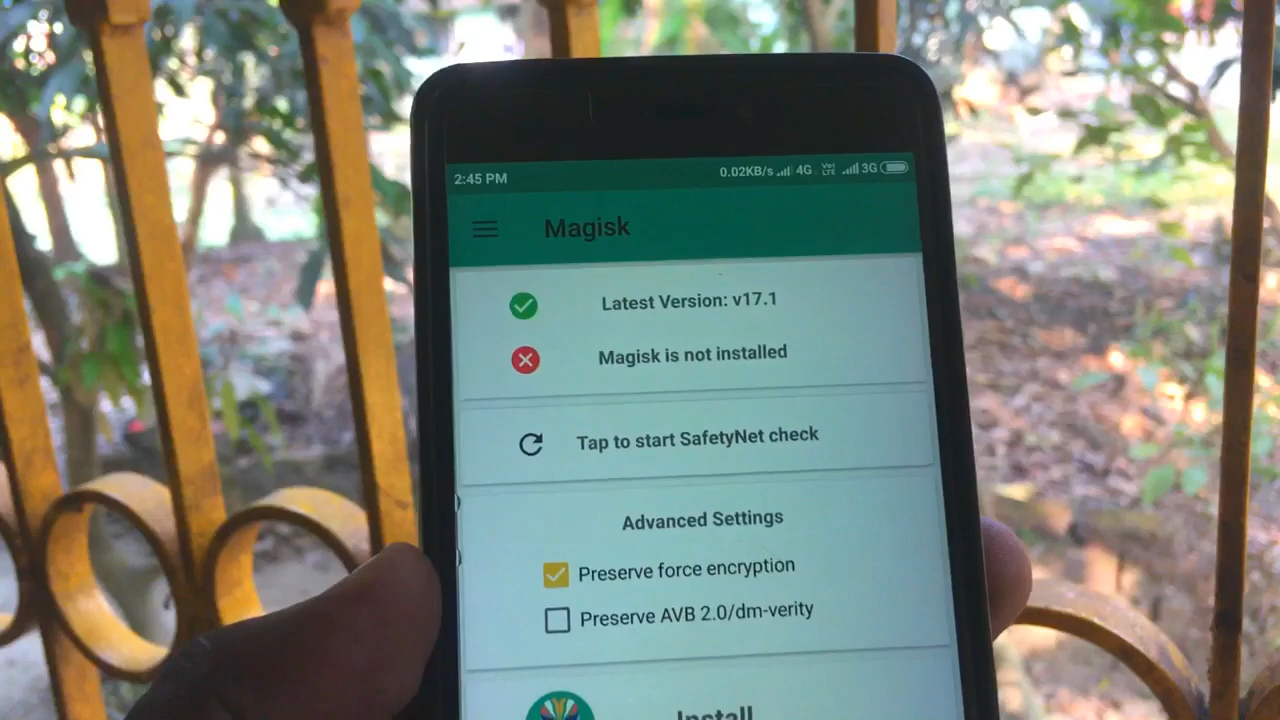 2:45 PM 0.02KB/s 4G VoLTE 3G
Magisk
Latest Version: v17.1
Magisk is not installed
Tap to start SafetyNet check
Advanced Settings
Preserve force encryption
Preserve AVB 2.0/dm-verity
Install